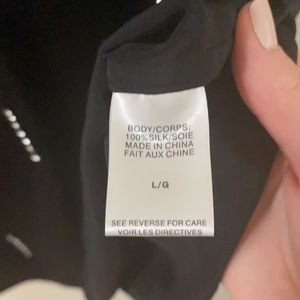 BODY/CORPS:
100%SILK/SOIE
MADE IN CHINA
FAIT AUX CHINE
L/G
SEE REVERSE FOR CARE
VOIR LES DIRECTIVES